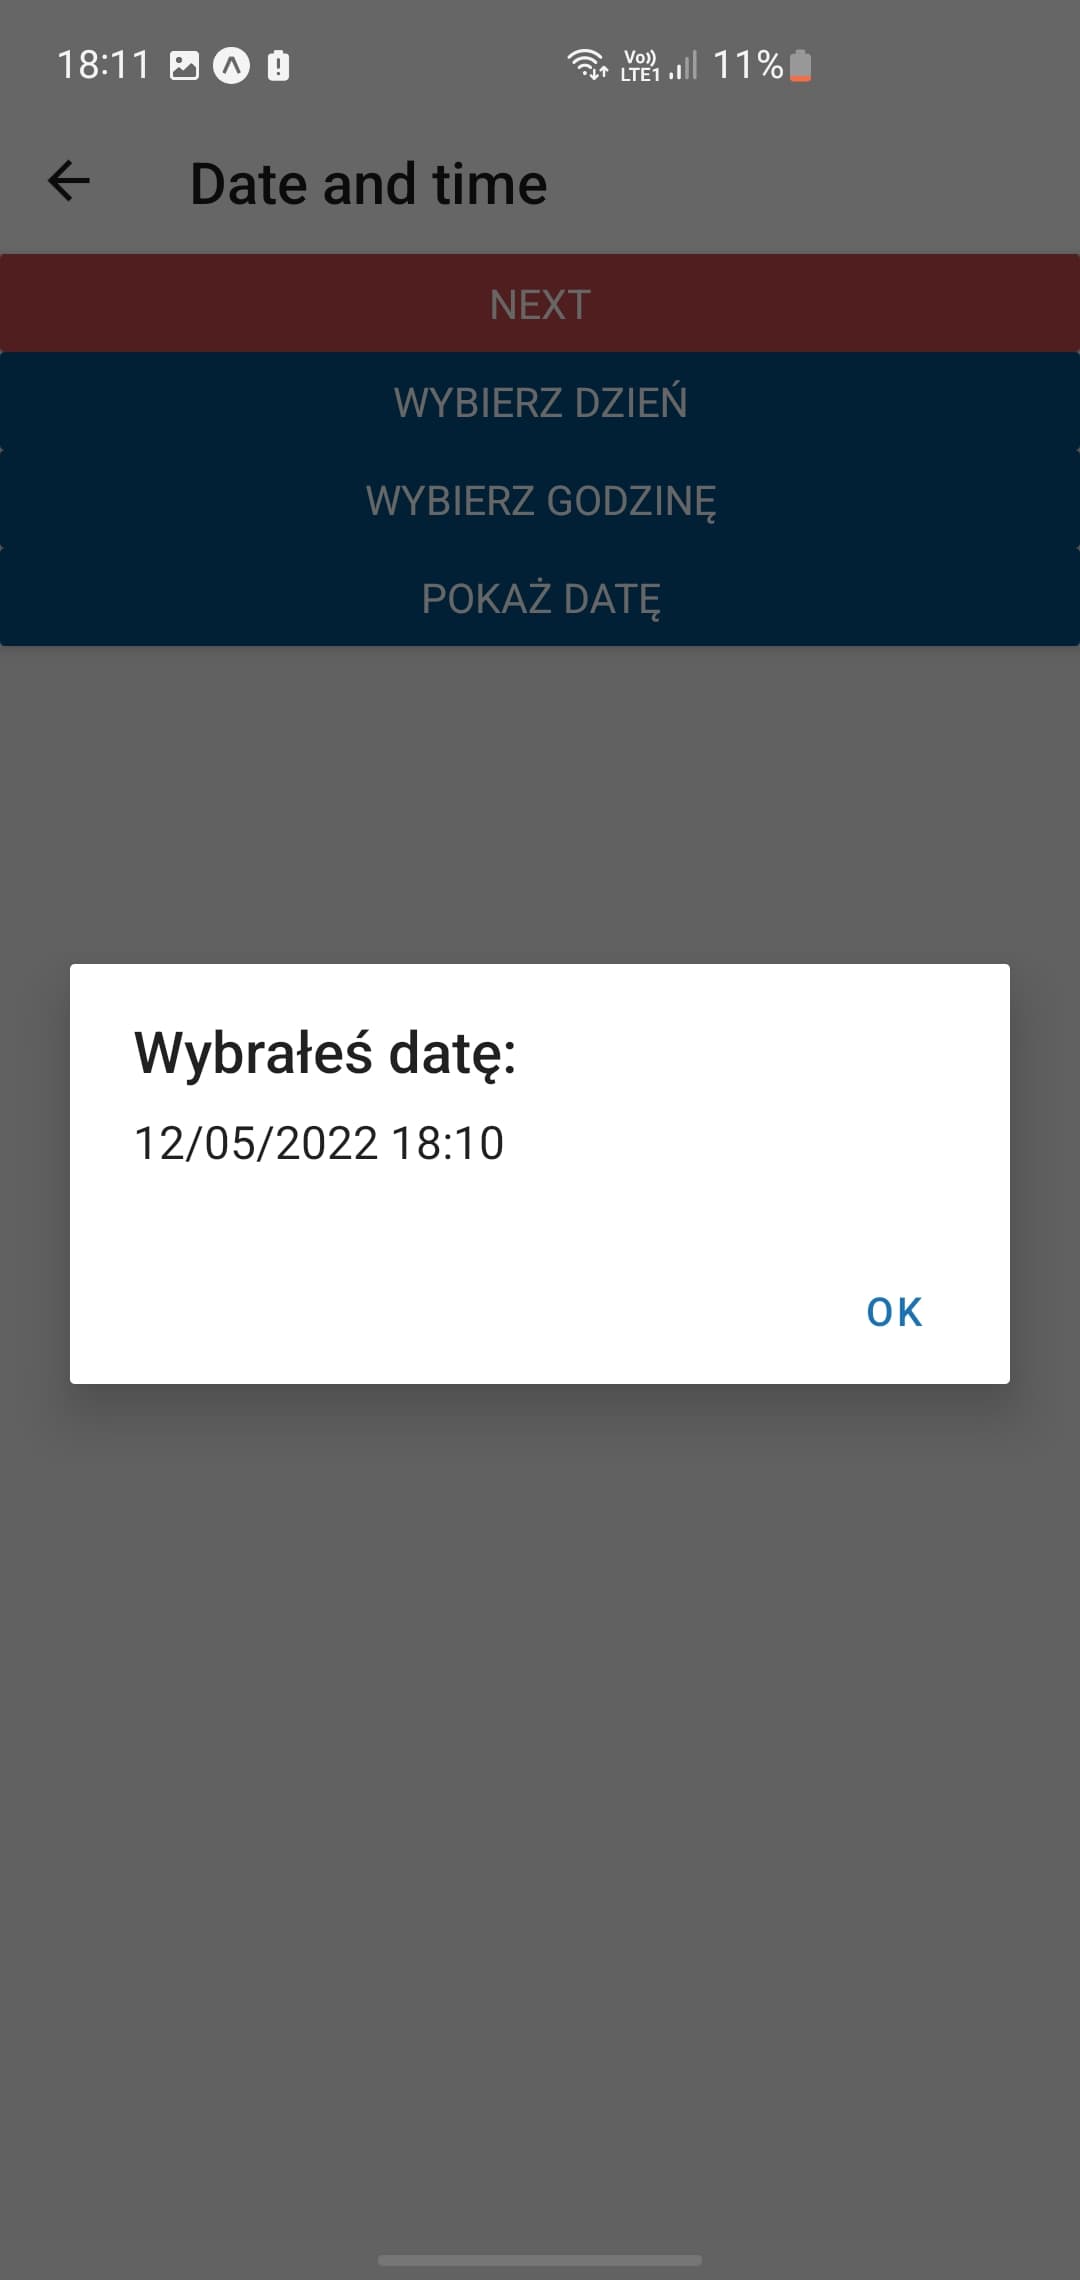 18:11 Vo)) LTE1 11%
Date and time
NEXT
WYBIERZ DZIEŃ
WYBIERZ GODZINĘ
POKAŻ DATĘ
Wybrałeś datę:
12/05/2022 18:10
OK